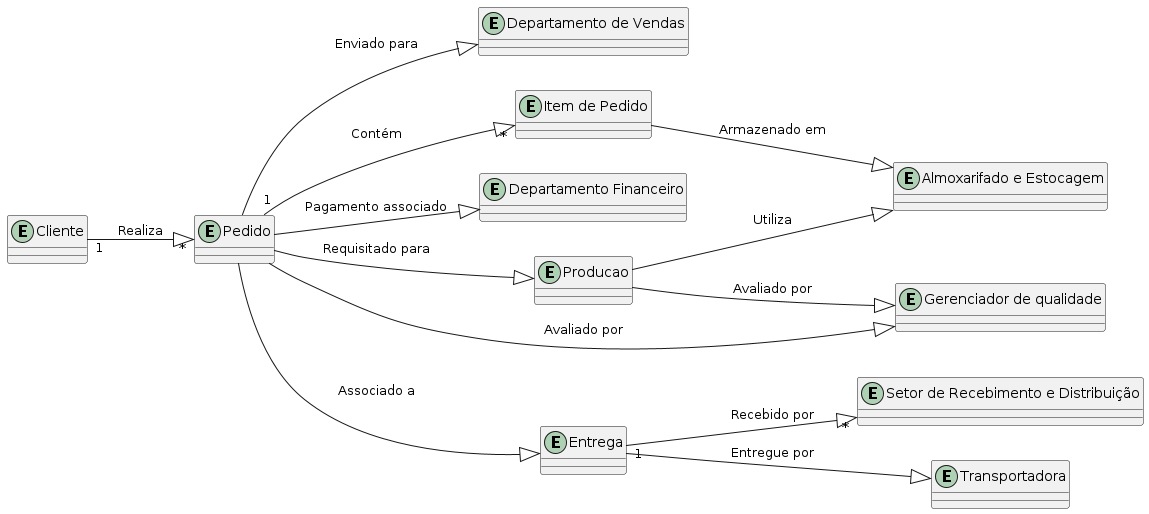 E Departamento de Vendas
Enviado para
E Item de Pedido
Contém
*
Armazenado em
E Almoxarifado e Estocagem
1
E Departamento Financeiro
Pagamento associado
E Cliente
Realiza
1
*
E Pedido
Utiliza
Requisitado para
E Producao
Avaliado por
E Gerenciador de qualidade
Avaliado por
Associado a
E Setor de Recebimento e Distribuição
Recebido por
*
E Entrega
1
Entregue por
E Transportadora